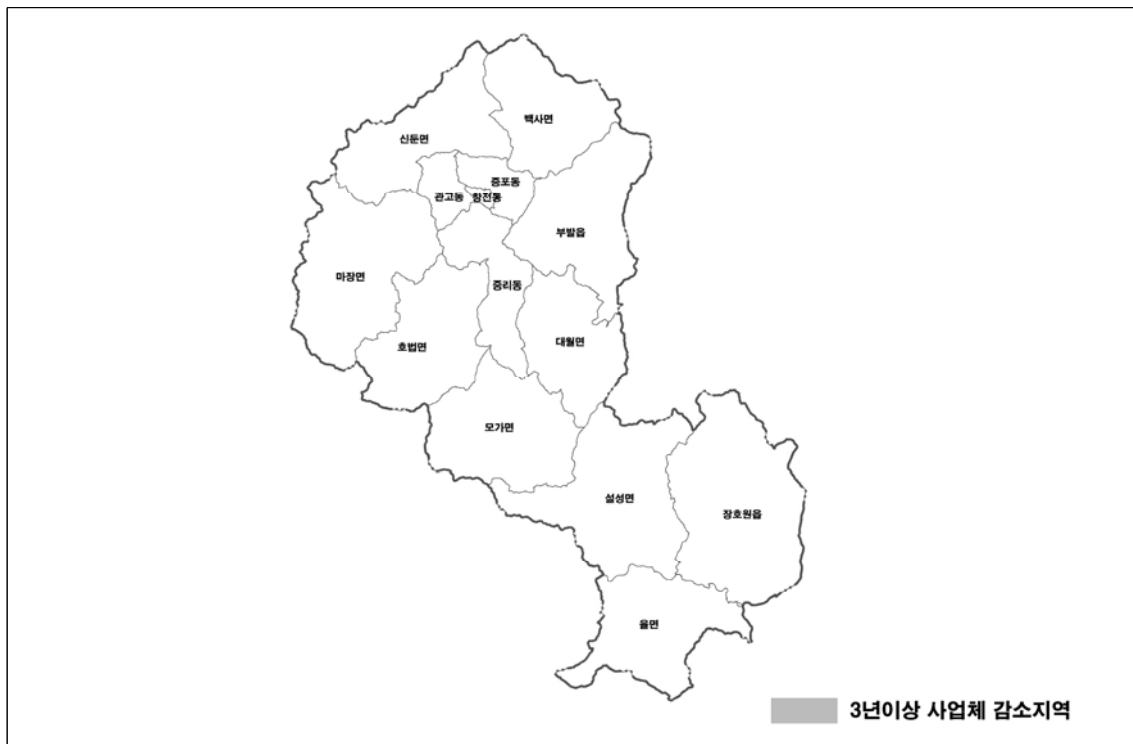 백사면
신둔면
증포동
관고동
창전동
부발읍
마장면
중리동
호법면
대월면
모가면
설성면
장호원읍
율면
3년이상 사업체 감소지역